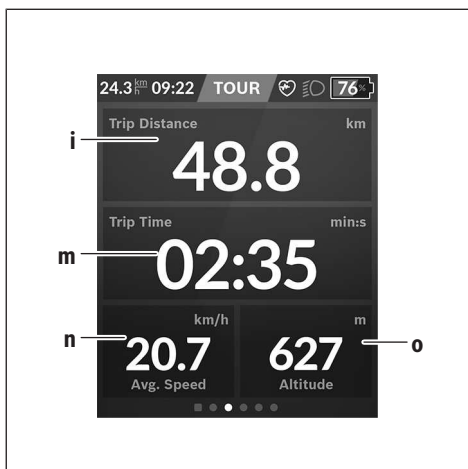 24.3 km/h 09:22 TOUR 76%
Trip Distance km
i
48.8
Trip Time min:s
m
02:35
km/h m
n
20.7 627
o
Avg. Speed Altitude